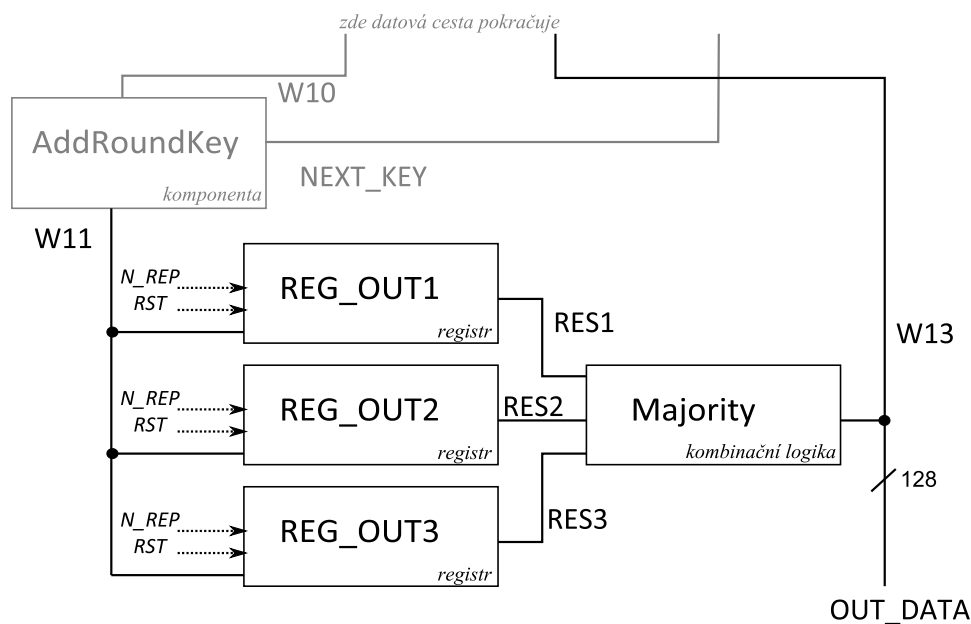 zde datová cesta pokračuje
W10
AddRoundKey
komponenta
NEXT_KEY
W11
N_REP
RST
REG_OUT1
registr
RES1
W13
N_REP
RST
REG_OUT2
registr
RES2
Majority
kombinační logika
128
N_REP
RST
REG_OUT3
registr
RES3
OUT_DATA